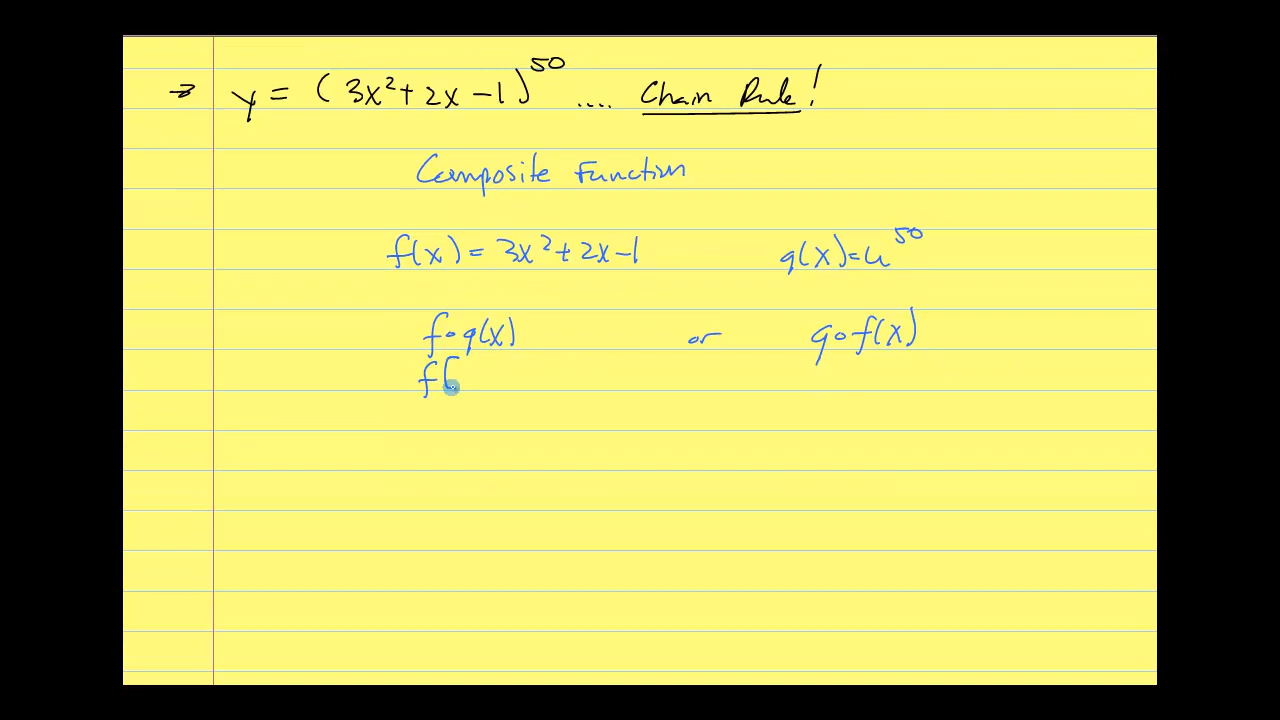 → y = (3x²+2x-1)⁵⁰ .... Chain Rule!
Composite Function
f(x) = 3x²+2x-1 g(x)=u⁵⁰
f∘g(x) or g∘f(x)
f(